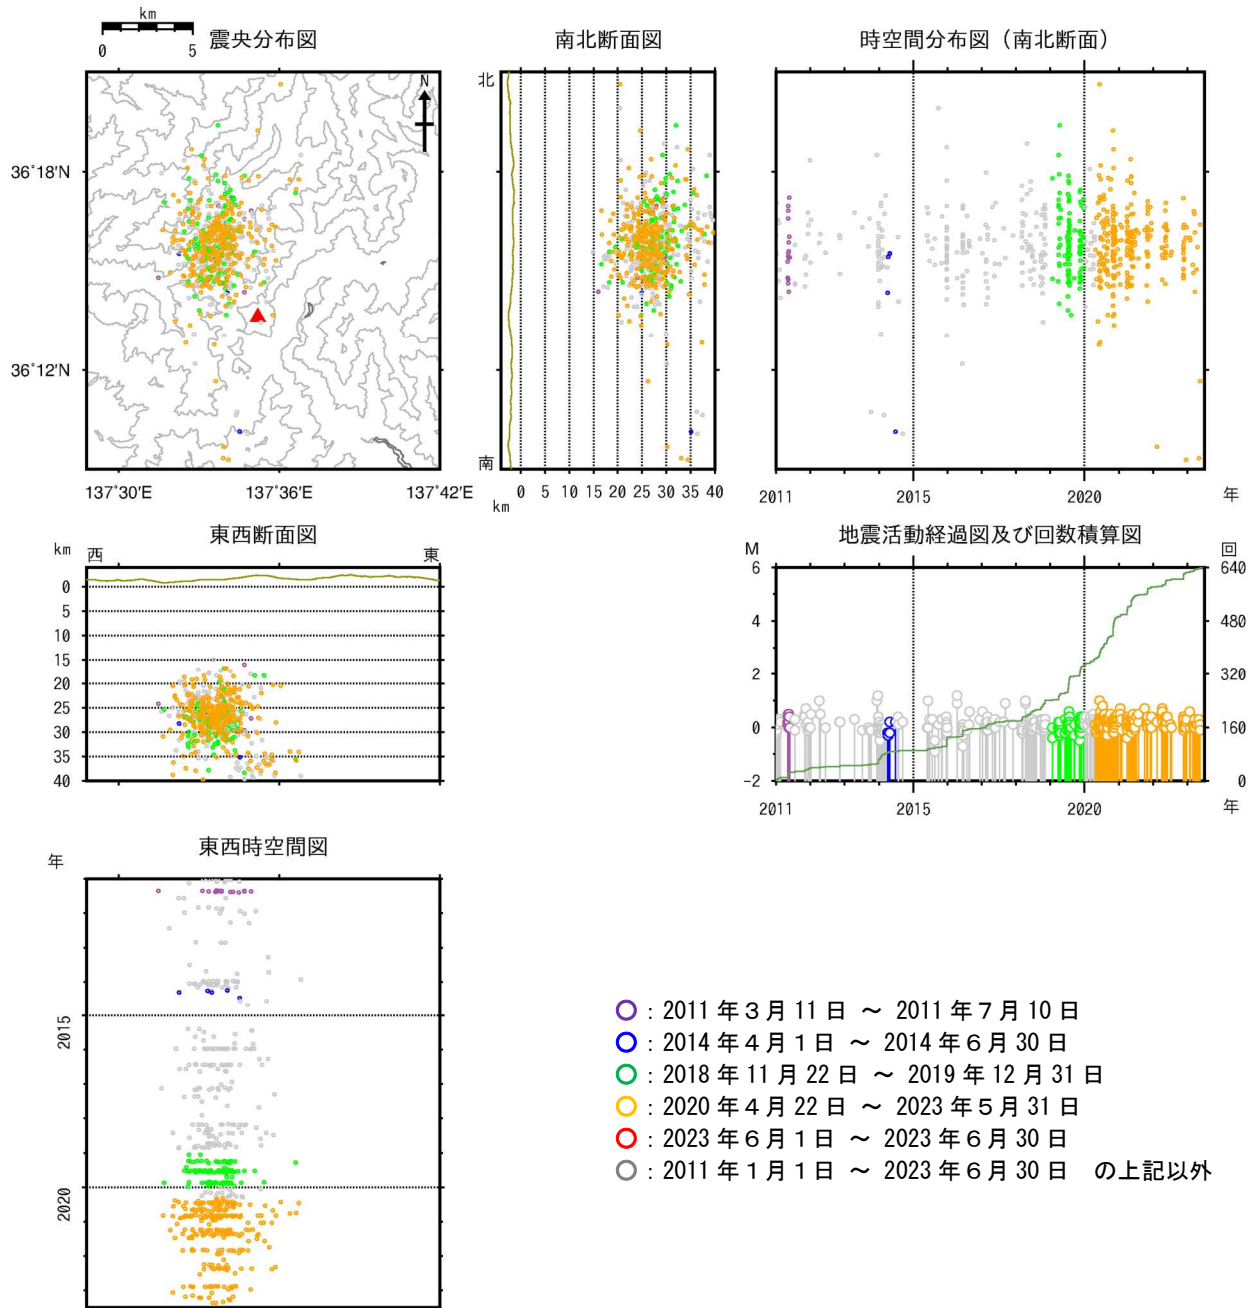 km
0 5
震央分布図
N
36°18'N
36°12'N
137°30'E 137°36'E 137°42'E
南北断面図
北
南
0 5 10 15 20 25 30 35 40
km
時空間分布図（南北断面）
2011 2015 2020 年
東西断面図
km 西 東
0
5
10
15
20
25
30
35
40
地震活動経過図及び回数積算図
M 回
6 640
4 480
2 320
0 160
-2 0
2011 2015 2020 年
東西時空間図
年
2015
2020
：2011 年３月 11 日 ～ 2011 年７月 10 日
：2014 年４月１日 ～ 2014 年６月 30 日
：2018 年 11 月 22 日 ～ 2019 年 12 月 31 日
：2020 年４月 22 日 ～ 2023 年５月 31 日
：2023 年６月１日 ～ 2023 年６月 30 日
：2011 年１月１日 ～ 2023 年６月 30 日 の上記以外